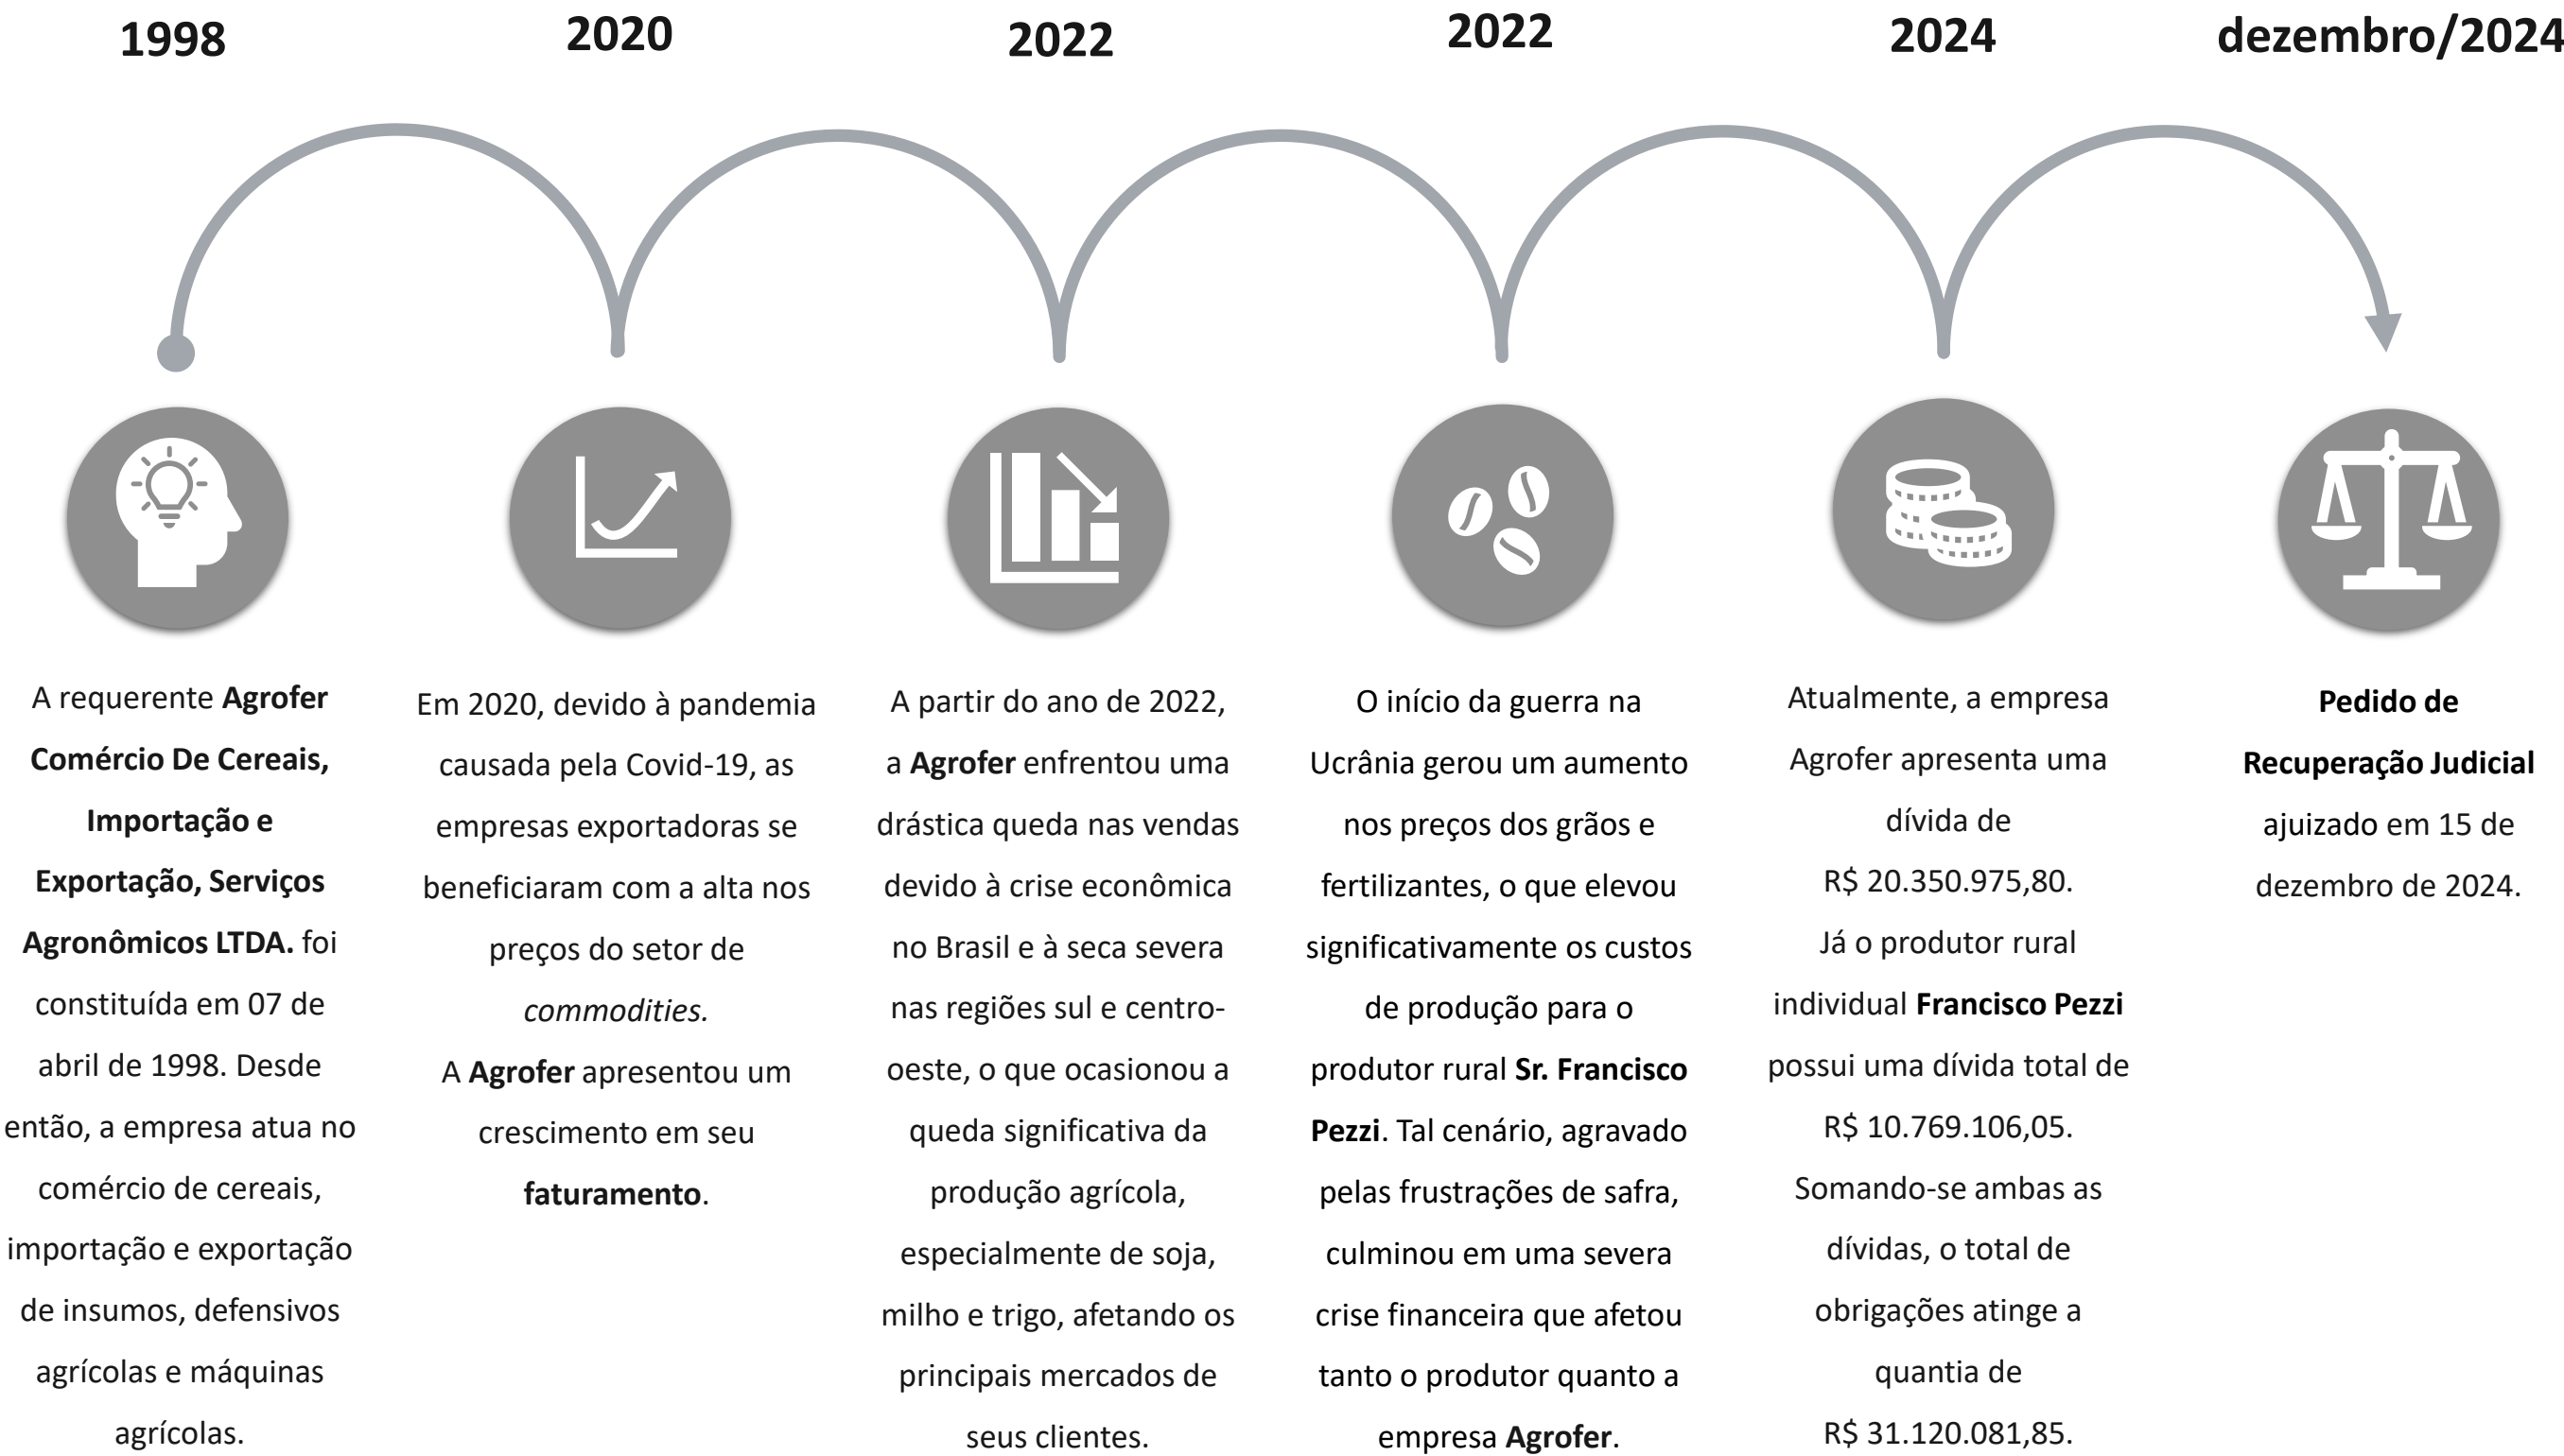 1998
2020
2022
2022
2024
dezembro/2024
A requerente Agrofer
Comércio De Cereais,
Importação e
Exportação, Serviços
Agronômicos LTDA. foi
constituída em 07 de
abril de 1998. Desde
então, a empresa atua no
comércio de cereais,
importação e exportação
de insumos, defensivos
agrícolas e máquinas
agrícolas.
Em 2020, devido à pandemia
causada pela Covid-19, as
empresas exportadoras se
beneficiaram com a alta nos
preços do setor de
commodities.
A Agrofer apresentou um
crescimento em seu
faturamento.
A partir do ano de 2022,
a Agrofer enfrentou uma
drástica queda nas vendas
devido à crise econômica
no Brasil e à seca severa
nas regiões sul e centro-
oeste, o que ocasionou a
queda significativa da
produção agrícola,
especialmente de soja,
milho e trigo, afetando os
principais mercados de
seus clientes.
O início da guerra na
Ucrânia gerou um aumento
nos preços dos grãos e
fertilizantes, o que elevou
significativamente os custos
de produção para o
produtor rural Sr. Francisco
Pezzi. Tal cenário, agravado
pelas frustrações de safra,
culminou em uma severa
crise financeira que afetou
tanto o produtor quanto a
empresa Agrofer.
Atualmente, a empresa
Agrofer apresenta uma
dívida de
R$ 20.350.975,80.
Já o produtor rural
individual Francisco Pezzi
possui uma dívida total de
R$ 10.769.106,05.
Somando-se ambas as
dívidas, o total de
obrigações atinge a
quantia de
R$ 31.120.081,85.
Pedido de
Recuperação Judicial
ajuizado em 15 de
dezembro de 2024.